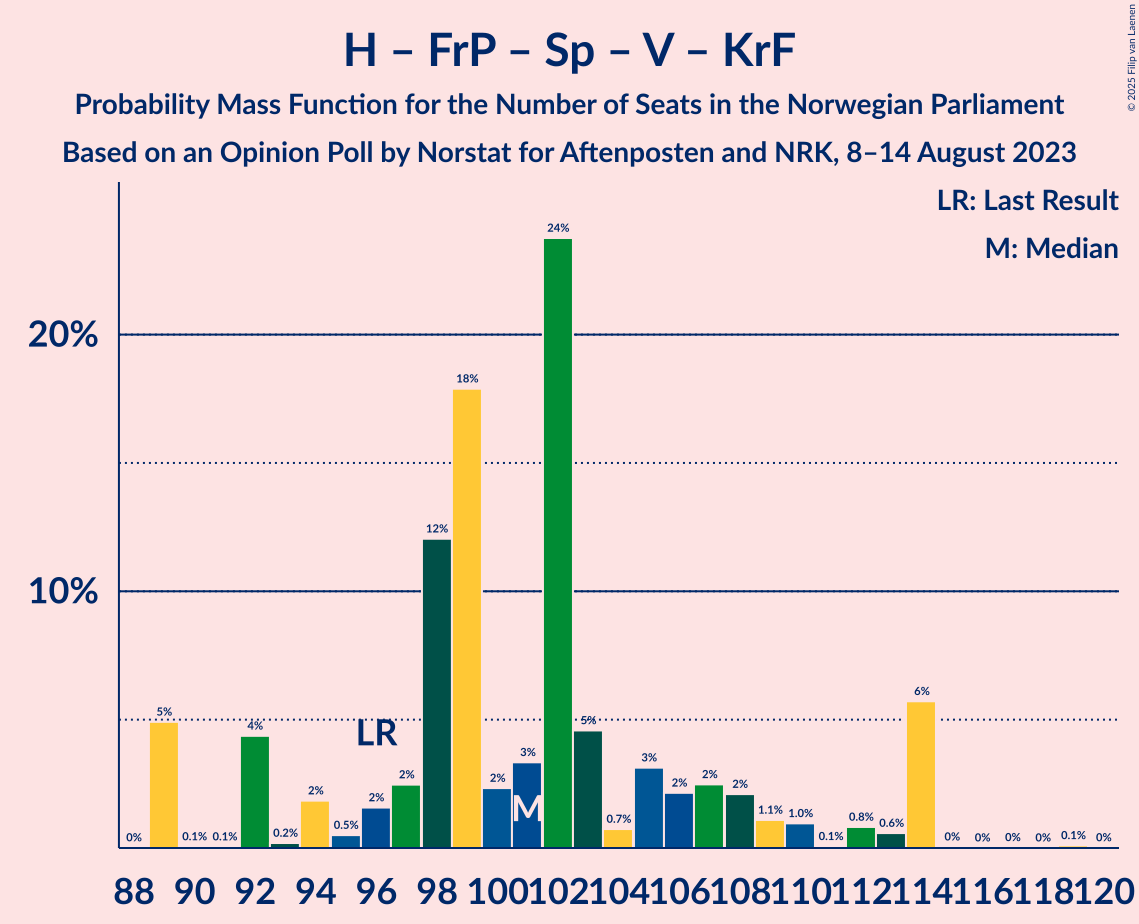 H – FrP – Sp – V – KrF
Probability Mass Function for the Number of Seats in the Norwegian Parliament
Based on an Opinion Poll by Norstat for Aftenposten and NRK, 8–14 August 2023
© 2025 Filip van Laenen
LR: Last Result
M: Median
20%
10%
0% 5% 0.1% 0.1% 4% 0.2% 2% 0.5% 2% 2% 12% 18% 2% 3% 24% 5% 0.7% 3% 2% 2% 2% 1.1% 1.0% 0.1% 0.8% 0.6% 6% 0% 0% 0% 0% 0.1% 0%
LR
M
88 90 92 94 96 98 100 102 104 106 108 110 112 114 116 118 120